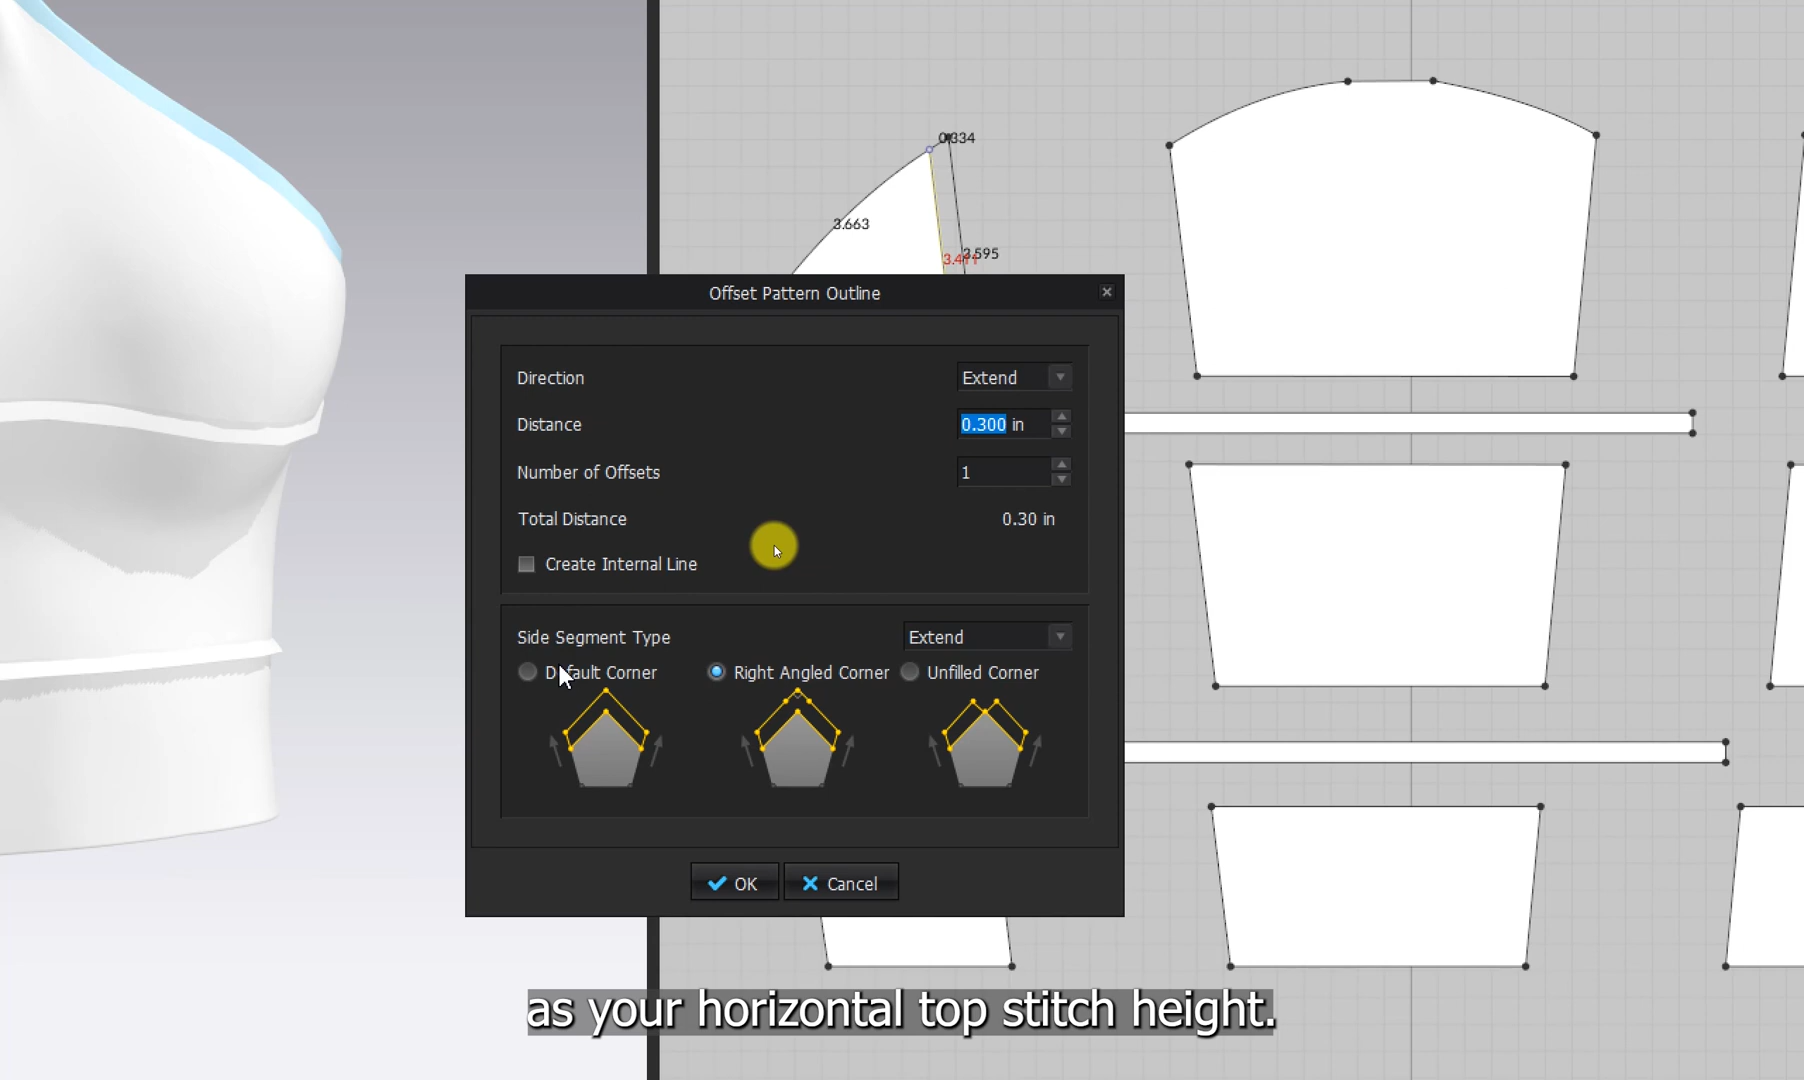 0.334
3.663
3.595
Offset Pattern Outline
Direction
Extend
Distance
0.300 in
Number of Offsets
1
Total Distance
0.30 in
Create Internal Line
Side Segment Type
Extend
Default Corner
Right Angled Corner
Unfilled Corner
OK
Cancel
as your horizontal top stitch height.